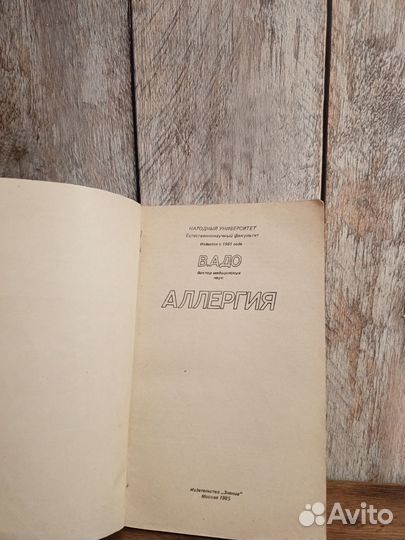 НАРОДНЫЙ УНИВЕРСИТЕТ
Естественнонаучный факультет
Издается с 1961 года
В.АДО
доктор медицинских
наук
АЛЛЕРГИЯ
Издательство „Знание"
Москва 1985
Avito